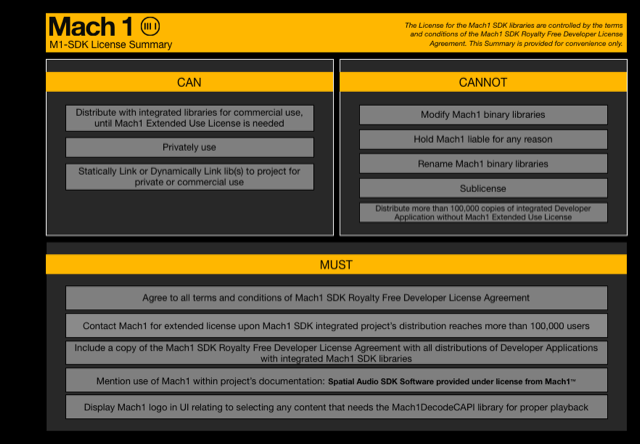 Mach 1
M1-SDK License Summary
The License for the Mach1 SDK libraries are controlled by the terms
and conditions of the Mach1 SDK Royalty Free Developer License
Agreement. This Summary is provided for convenience only.
CAN
Distribute with integrated libraries for commercial use,
until Mach1 Extended Use License is needed
Privately use
Statically Link or Dynamically Link lib(s) to project for
private or commercial use
CANNOT
Modify Mach1 binary libraries
Hold Mach1 liable for any reason
Rename Mach1 binary libraries
Sublicense
Distribute more than 100,000 copies of integrated Developer
Application without Mach1 Extended Use License
MUST
Agree to all terms and conditions of Mach1 SDK Royalty Free Developer License Agreement
Contact Mach1 for extended license upon Mach1 SDK integrated project's distribution reaches more than 100,000 users
Include a copy of the Mach1 SDK Royalty Free Developer License Agreement with all distributions of Developer Applications
with integrated Mach1 SDK libraries
Mention use of Mach1 within project's documentation: Spatial Audio SDK Software provided under license from Mach1™
Display Mach1 logo in UI relating to selecting any content that needs the Mach1DecodeCAPI library for proper playback